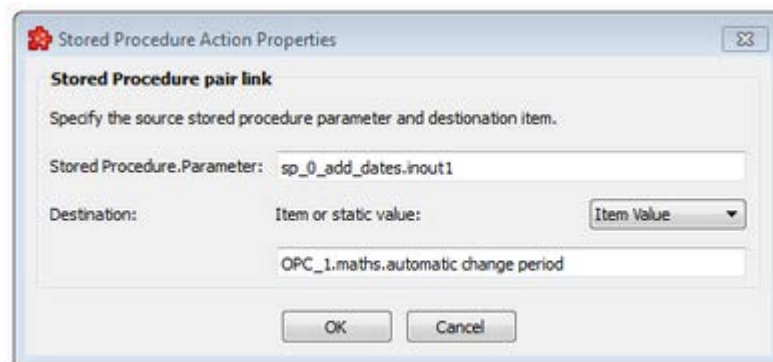 Stored Procedure Action Properties
Stored Procedure pair link
Specify the source stored procedure parameter and destionation item.
Stored Procedure.Parameter: sp_0_add_dates.inout1
Destination: Item or static value: Item Value
OPC_1.maths.automatic change period
OK Cancel